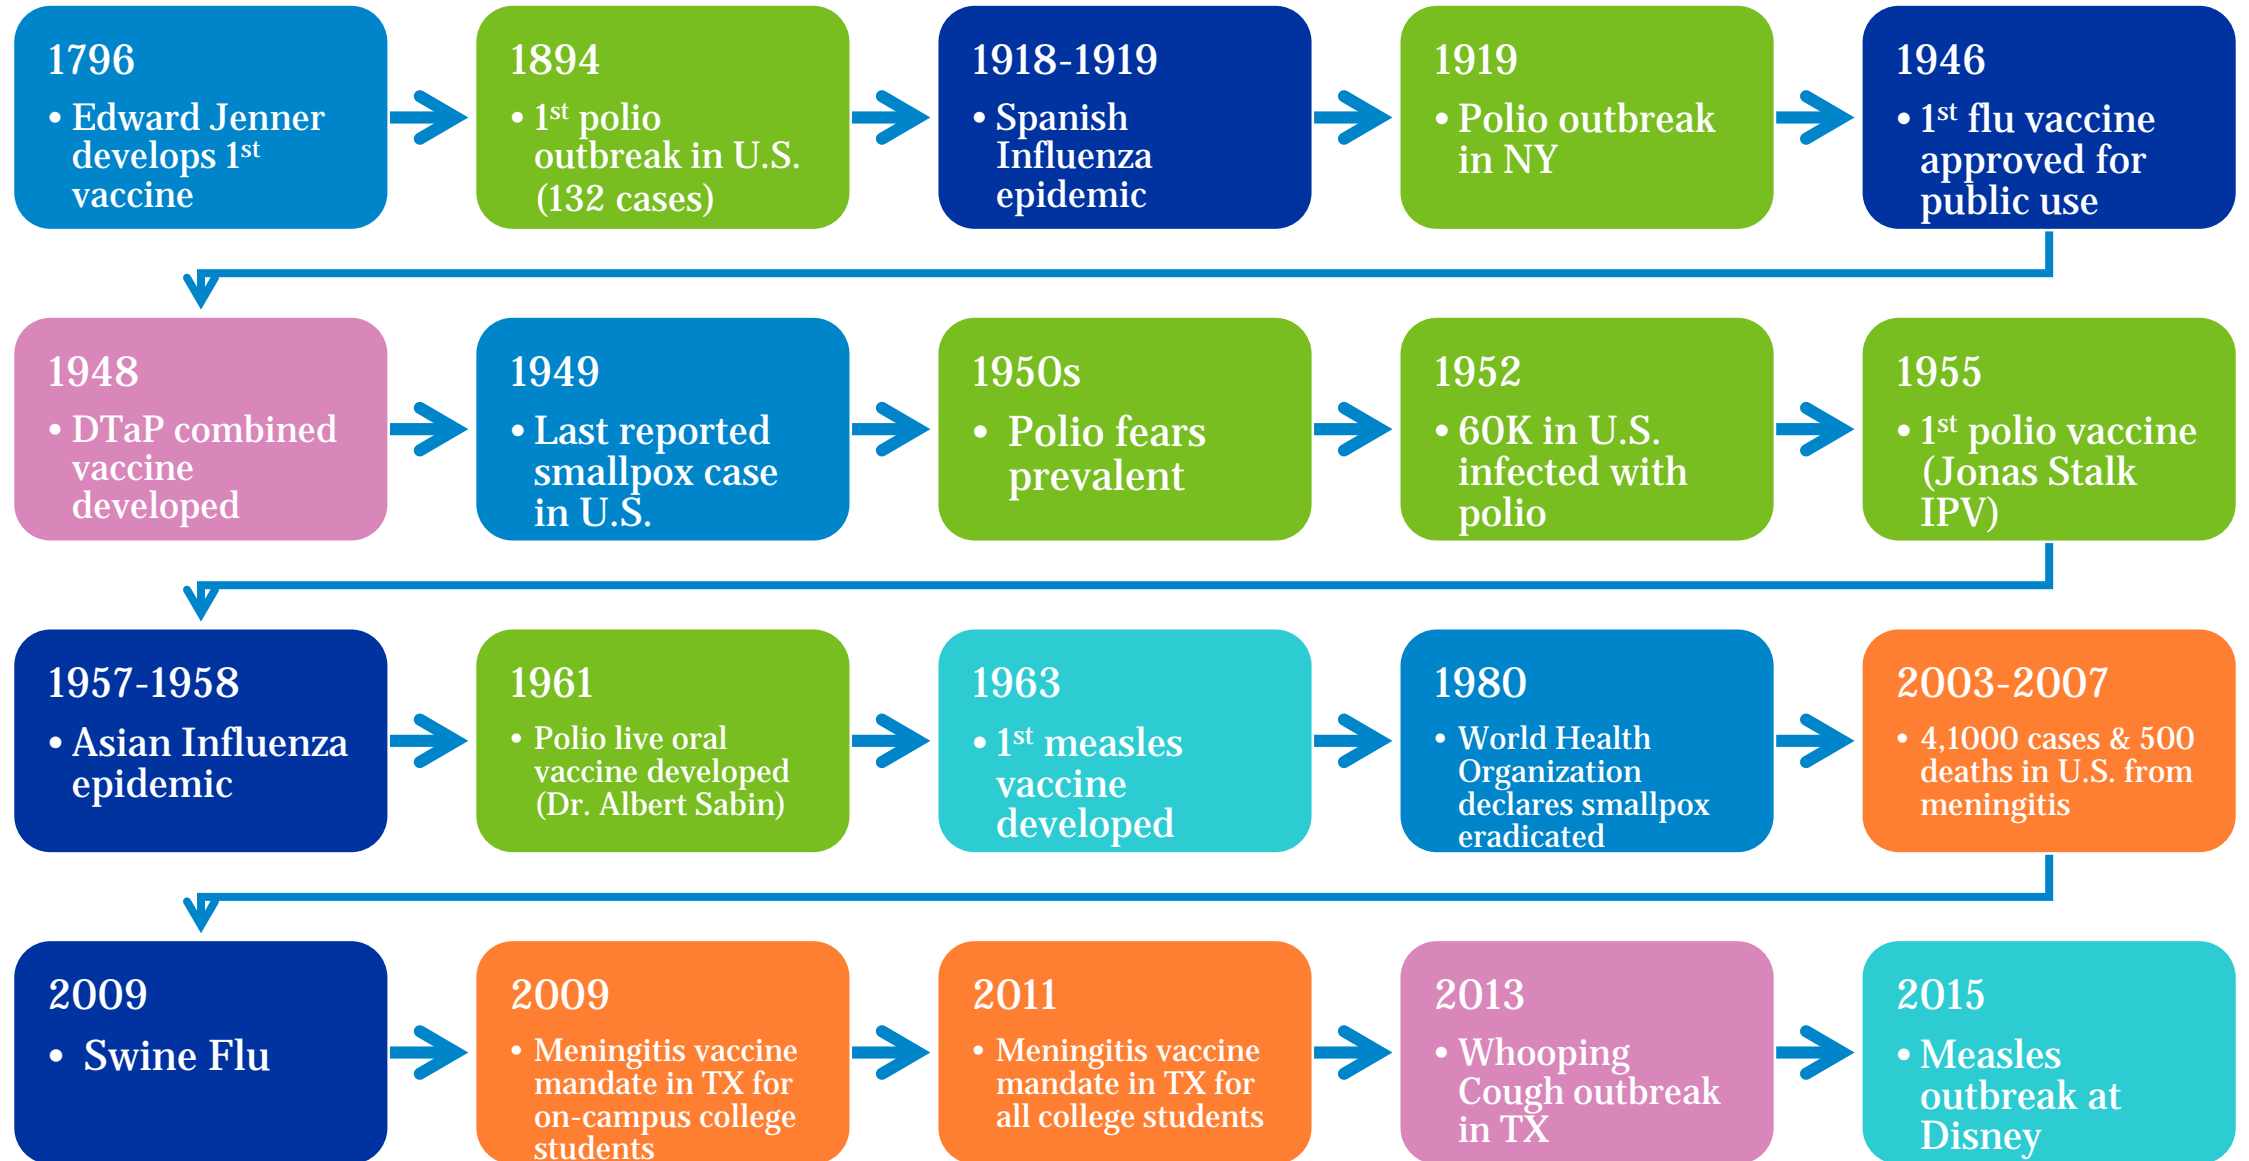 1796
• Edward Jenner
develops 1st
vaccine
1894
• 1st polio
outbreak in U.S.
(132 cases)
1918-1919
• Spanish
Influenza
epidemic
1919
• Polio outbreak
in NY
1946
• 1st flu vaccine
approved for
public use
1948
• DTaP combined
vaccine
developed
1949
• Last reported
smallpox case
in U.S.
1950s
• Polio fears
prevalent
1952
• 60K in U.S.
infected with
polio
1955
• 1st polio vaccine
(Jonas Stalk
IPV)
1957-1958
• Asian Influenza
epidemic
1961
• Polio live oral
vaccine developed
(Dr. Albert Sabin)
1963
• 1st measles
vaccine
developed
1980
• World Health
Organization
declares smallpox
eradicated
2003-2007
• 4,1000 cases & 500
deaths in U.S. from
meningitis
2009
• Swine Flu
2009
• Meningitis vaccine
mandate in TX for
on-campus college
students
2011
• Meningitis vaccine
mandate in TX for
all college students
2013
• Whooping
Cough outbreak
in TX
2015
• Measles
outbreak at
Disney